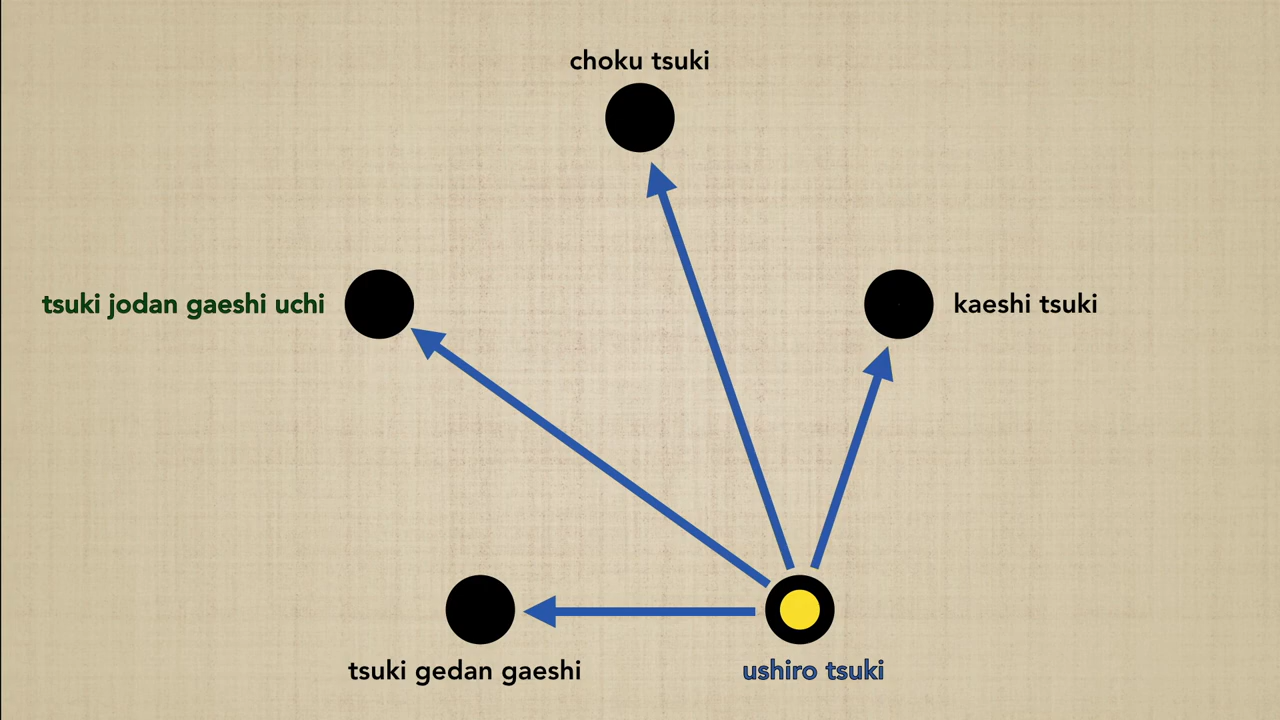 choku tsuki
tsuki jodan gaeshi uchi
kaeshi tsuki
tsuki gedan gaeshi
ushiro tsuki